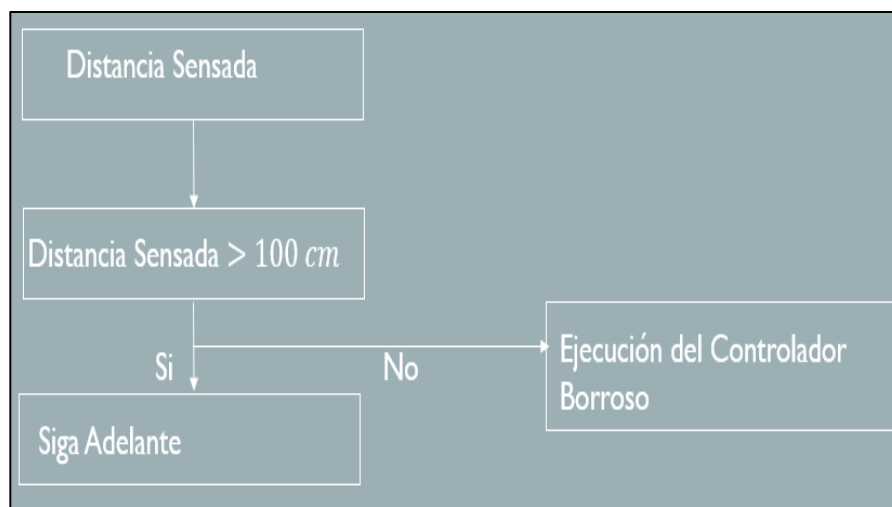 Distancia Sensada
Distancia Sensada > 100 cm
Si
No
Ejecución del Controlador
Borroso
Siga Adelante